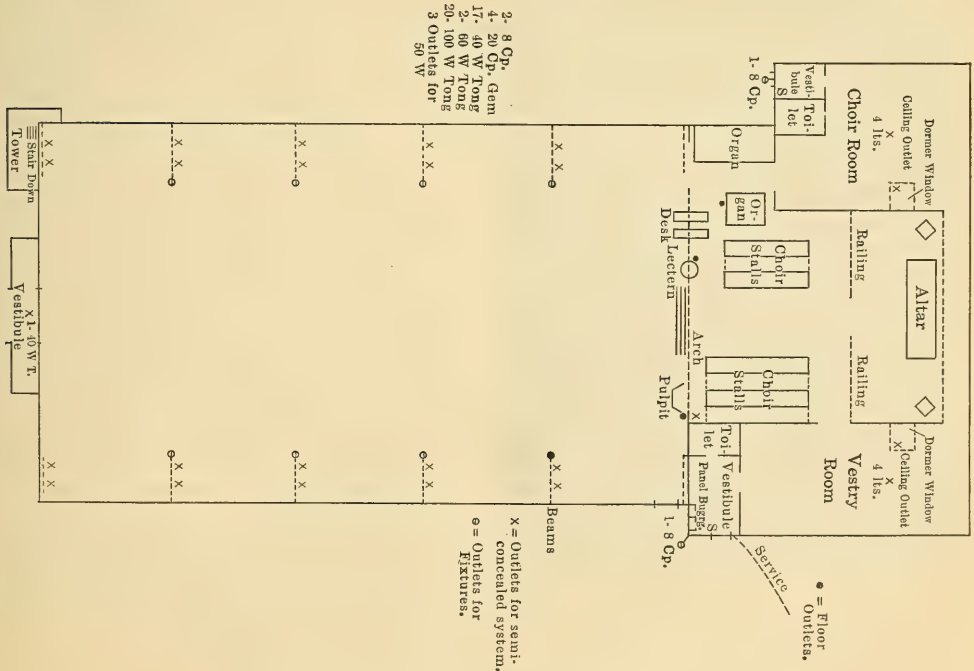 2- 8 Cp.
4- 20 Cp. Gem
17- 40 W Tong
2- 60 W Tong
20- 100 W Tong
3 Outlets for
50 W
1- 8 Cp.
Vesti-
bule
S
Toi-
let
Choir Room
Ceiling Outlet
X
4 lts.
Dormer Window
X
Organ
Or-
gan
Desk
Lectern
Choir
Stalls
Railing
Altar
Railing
Arch
Choir
Stalls
Pulpit
X
Toi-
let
Vestibule
Panel Bugrg.
S
1- 8 Cp.
Vestry
Room
Dormer Window
X
Ceiling Outlet
X
4 lts.
Service
= Floor
Outlets.
Stair Down
Tower
X 1- 40 W T.
Vestibule
X X
X X
X X
X X
X X
X X
X X
X X
X X
X X
Beams
X = Outlets for semi-
concealed system.
= Outlets for
Fixtures.